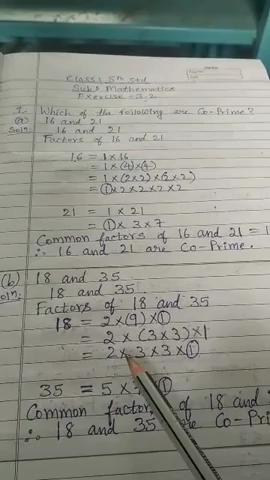 Class: 5th std
Sub: Mathematics
Exercise - 3.2
1. Which of the following are Co-Prime?
(a) 16 and 21
Soln. 16 and 21
Factors of 16 and 21
16 = 1 × 16
= 1 × (4) × (4)
= 1 × (2 × 2) × (2 × 2)
= ① × 2 × 2 × 2 × 2
21 = 1 × 21
= ① × 3 × 7
Common factors of 16 and 21 = 1
∴ 16 and 21 are Co-Prime.
(b) 18 and 35
Soln. 18 and 35
Factors of 18 and 35
18 = 2 × (9) × ①
= 2 × (3 × 3) × 1
= 2 × 3 × 3 × ①
35 = 5 × ①
Common factors of 18 and
∴ 18 and 35 are Co-Pr